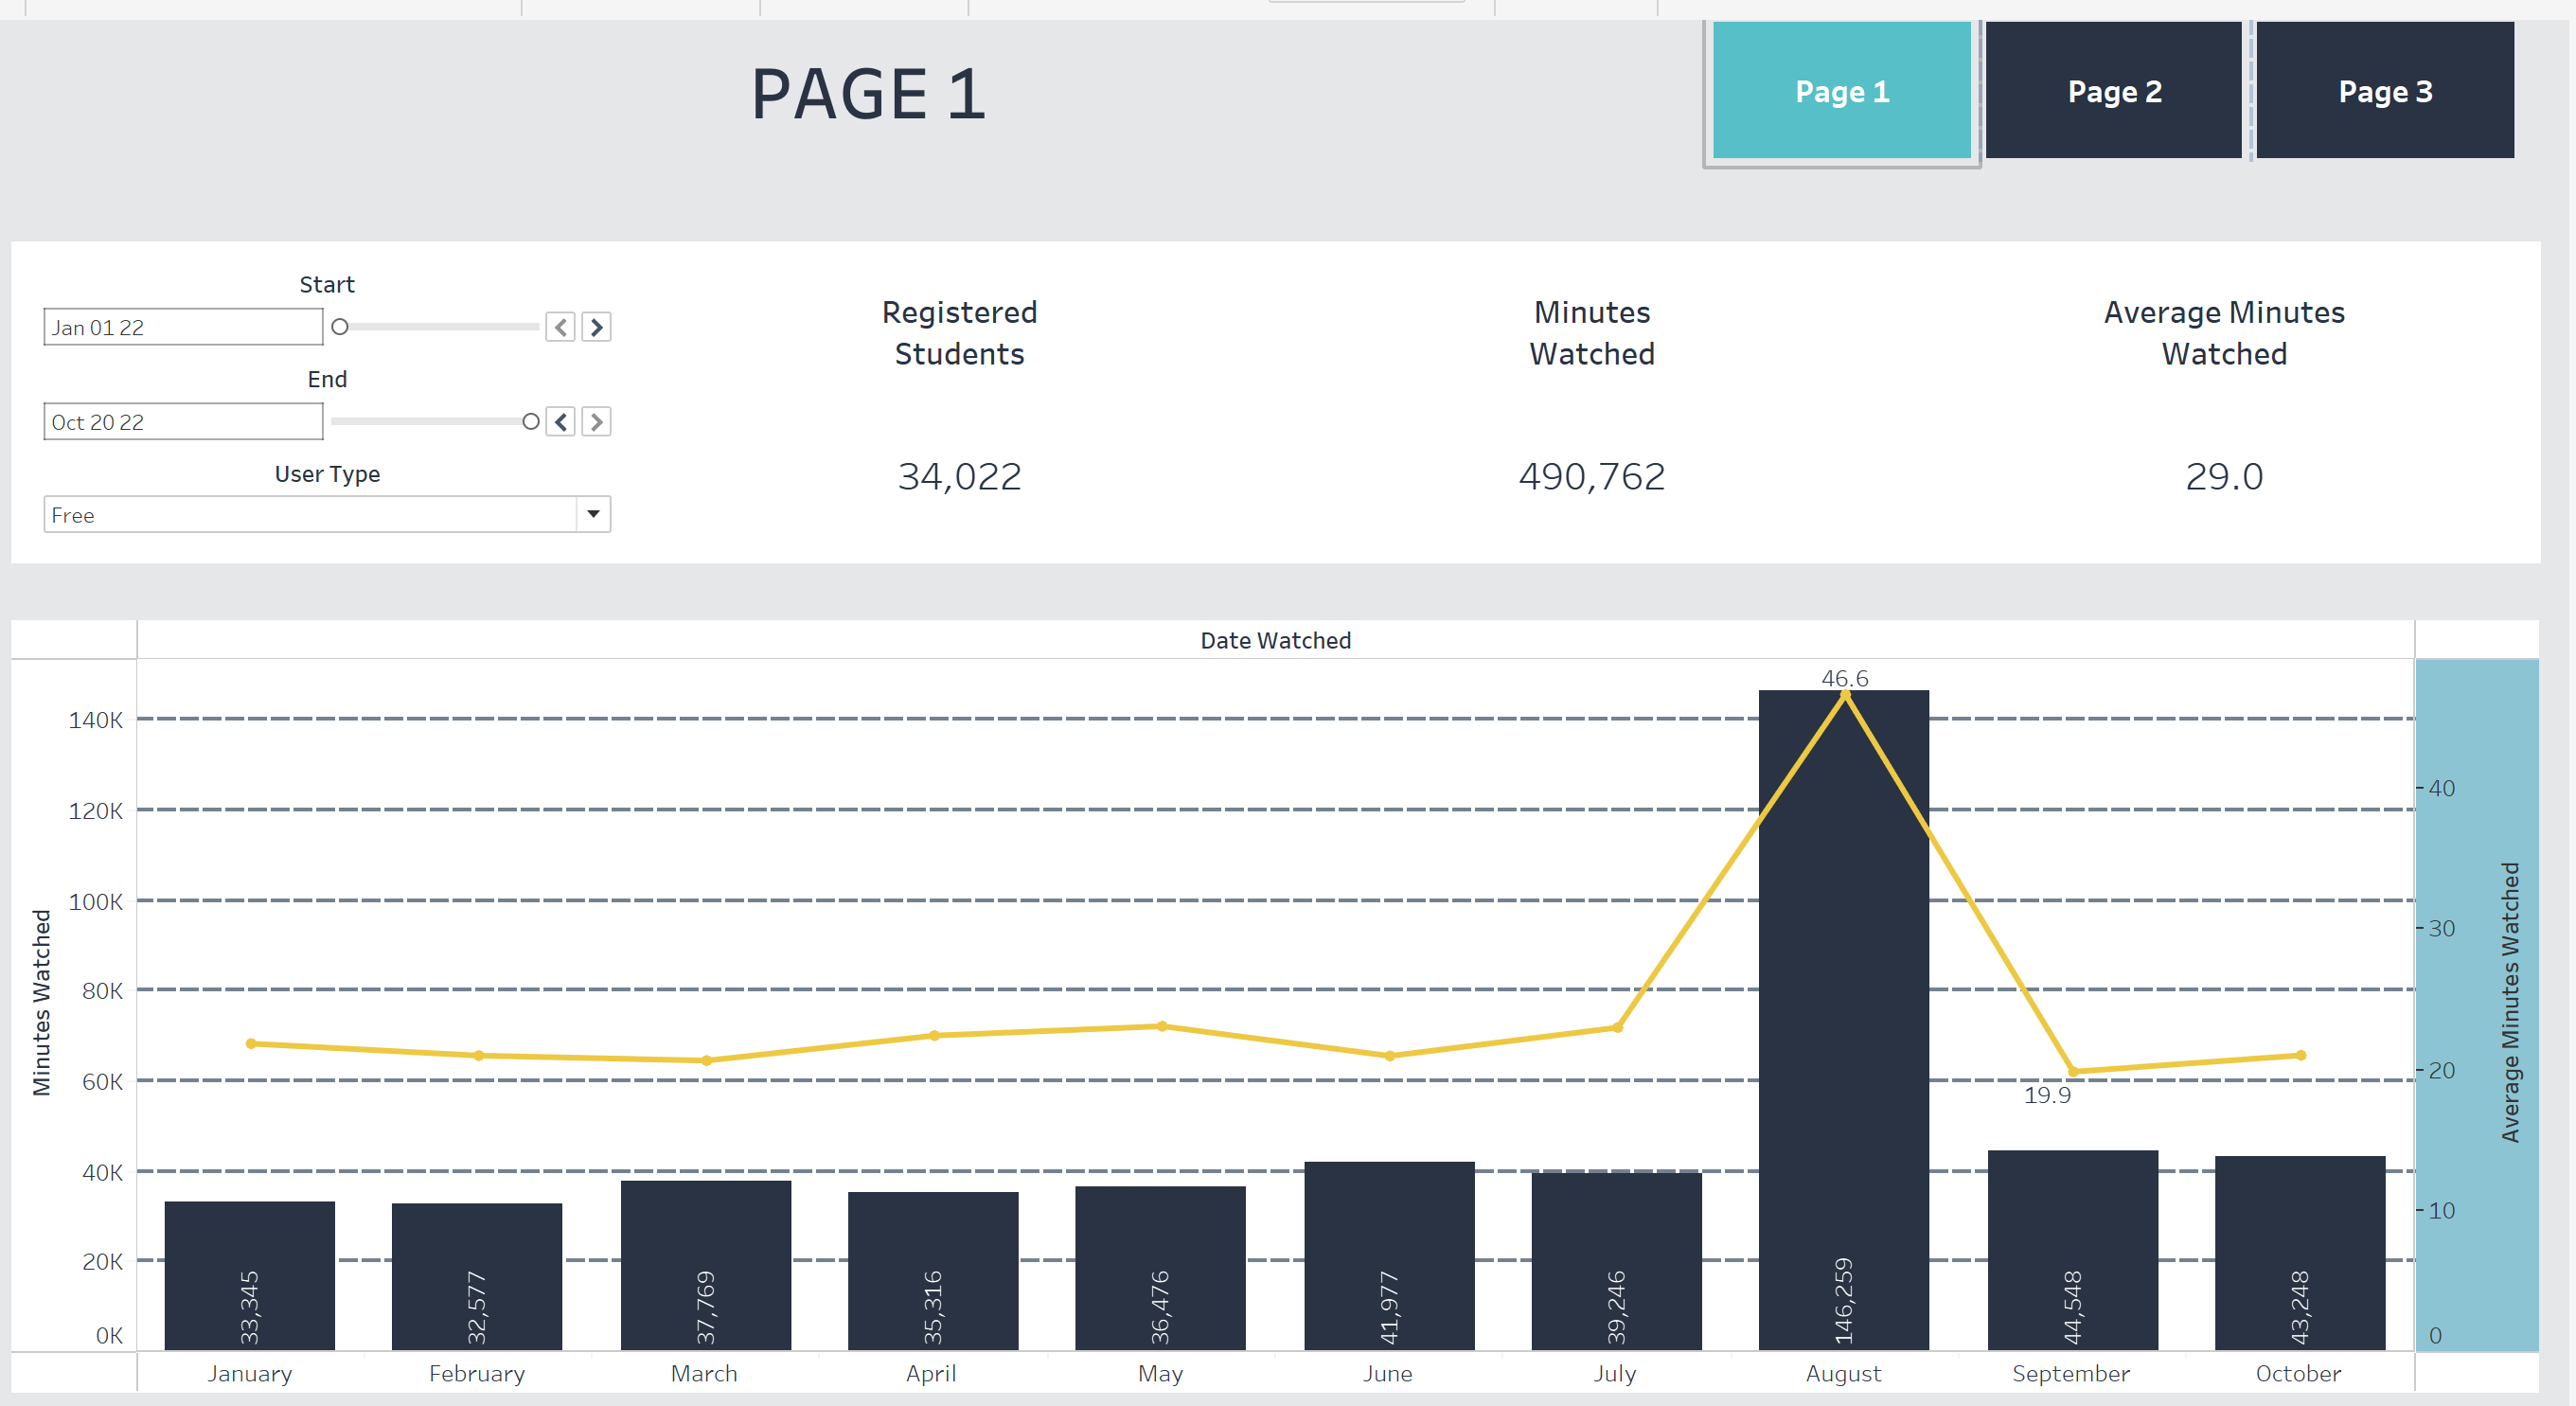 PAGE 1
Page 1
Page 2
Page 3
Start
Jan 01 22
End
Oct 20 22
User Type
Free
Registered
Students
34,022
Minutes
Watched
490,762
Average Minutes
Watched
29.0
Date Watched
Minutes Watched
140K
120K
100K
80K
60K
40K
20K
0K
46.6
19.9
33,345
32,577
37,769
35,316
36,476
41,977
39,246
146,259
44,548
43,248
January
February
March
April
May
June
July
August
September
October
40
30
20
10
0
Average Minutes Watched